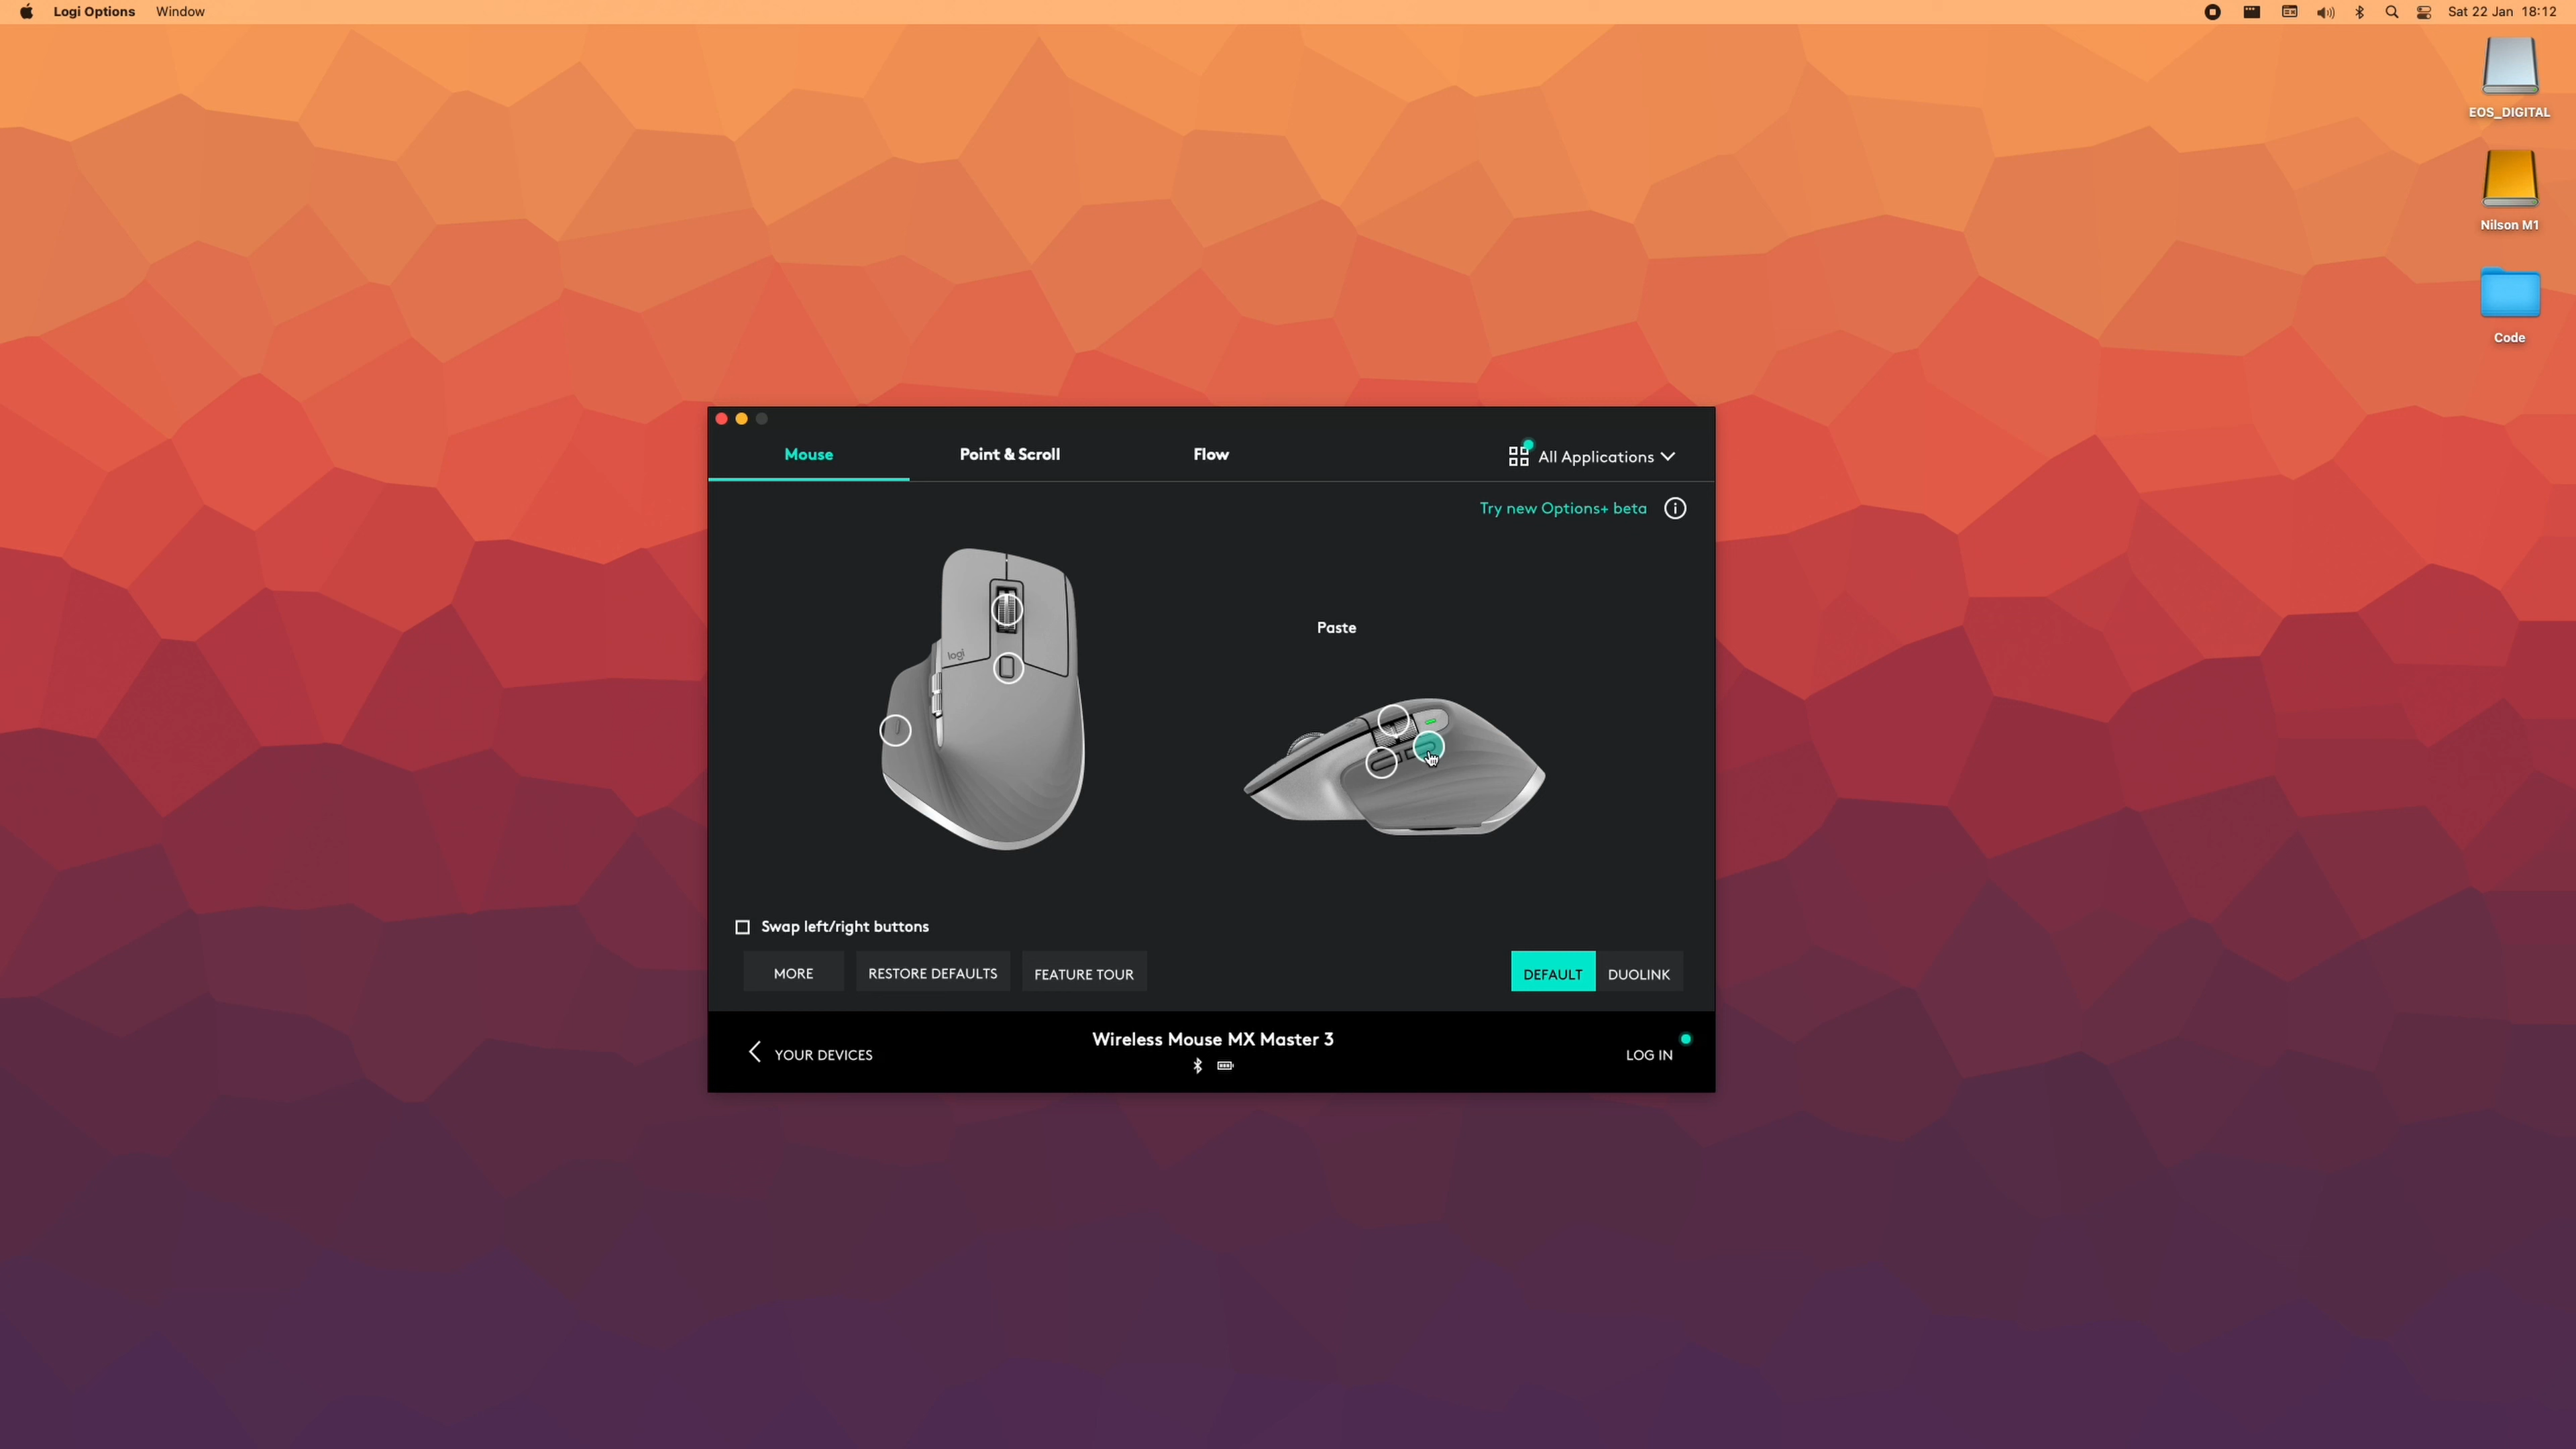 Logi Options Window Sat 22 Jan 18:12
EOS_DIGITAL
Nilson M1
Code
Mouse Point & Scroll Flow All Applications
Try new Options+ beta
Paste
logi
Swap left/right buttons
MORE RESTORE DEFAULTS FEATURE TOUR DEFAULT DUOLINK
YOUR DEVICES Wireless Mouse MX Master 3 LOG IN